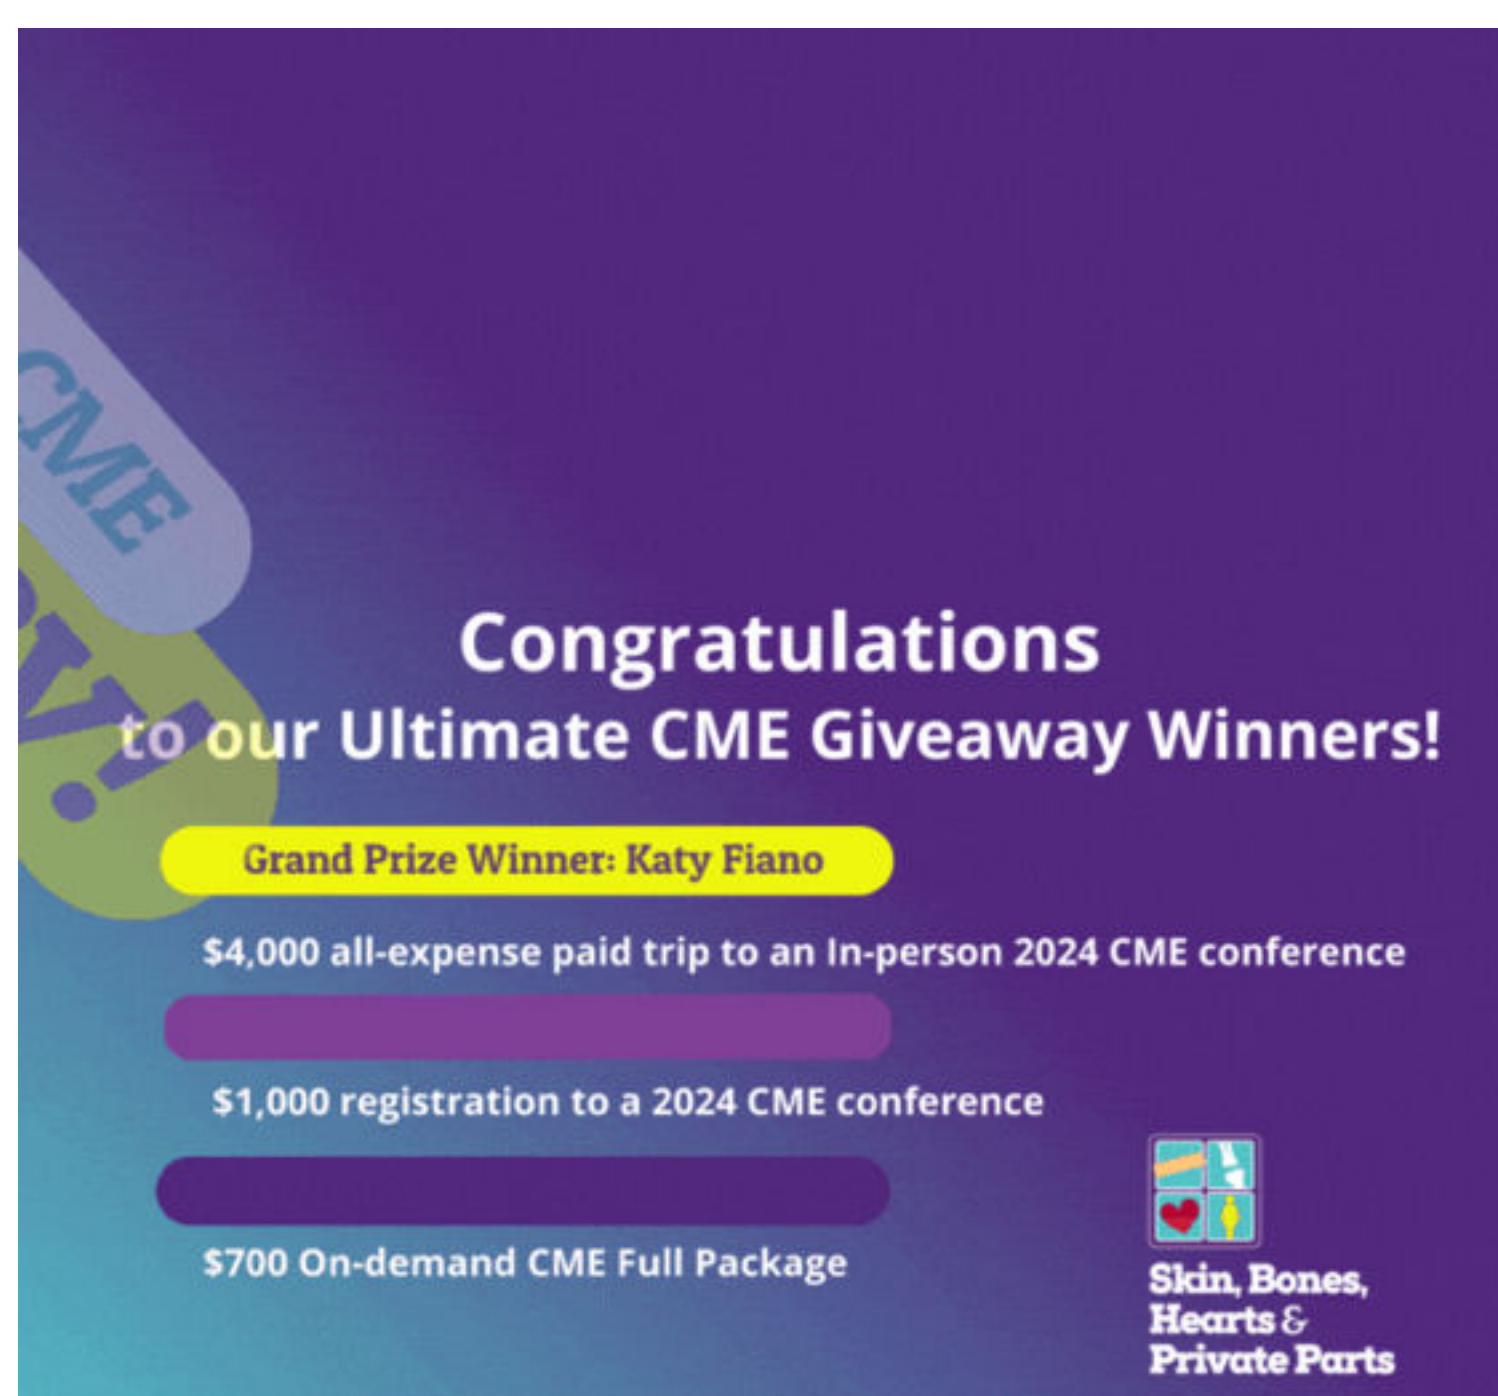 CME
Congratulations
to our Ultimate CME Giveaway Winners!
Grand Prize Winner: Katy Fiano
$4,000 all-expense paid trip to an In-person 2024 CME conference
$1,000 registration to a 2024 CME conference
$700 On-demand CME Full Package
Skin, Bones,
Hearts &
Private Parts